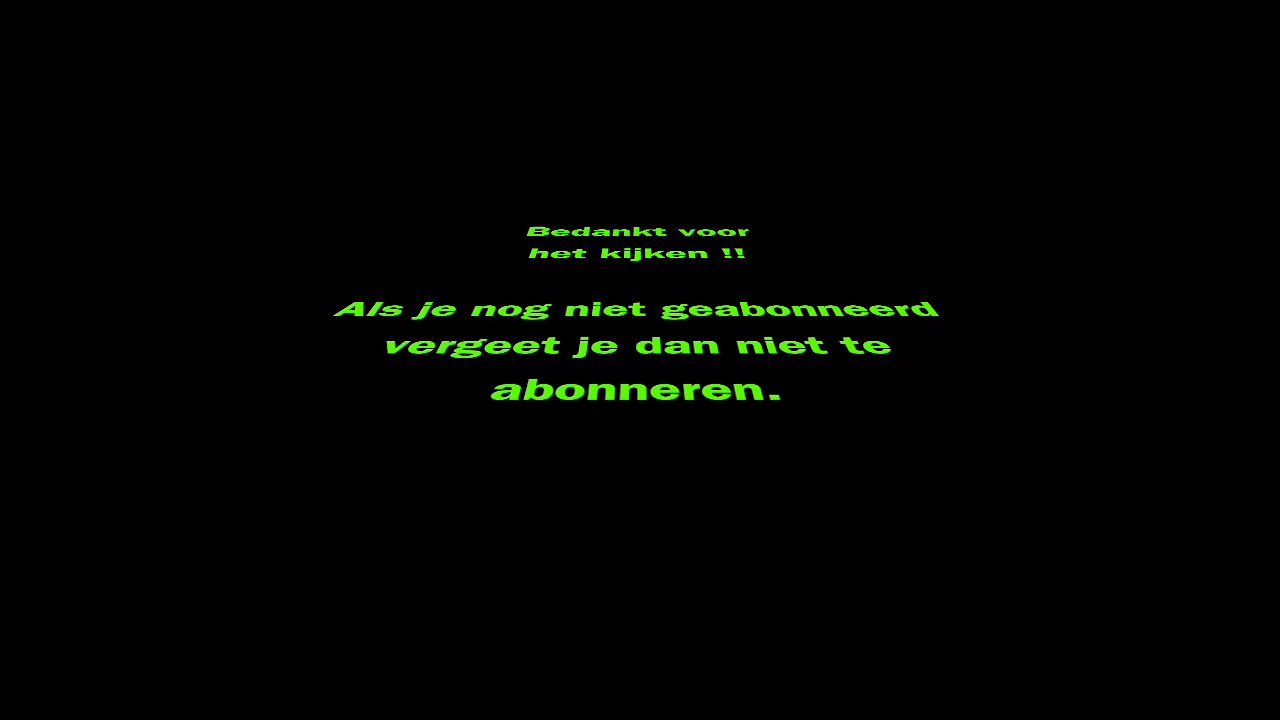 Bedankt voor
het kijken !!
Als je nog niet geabonneerd
vergeet je dan niet te
abonneren.